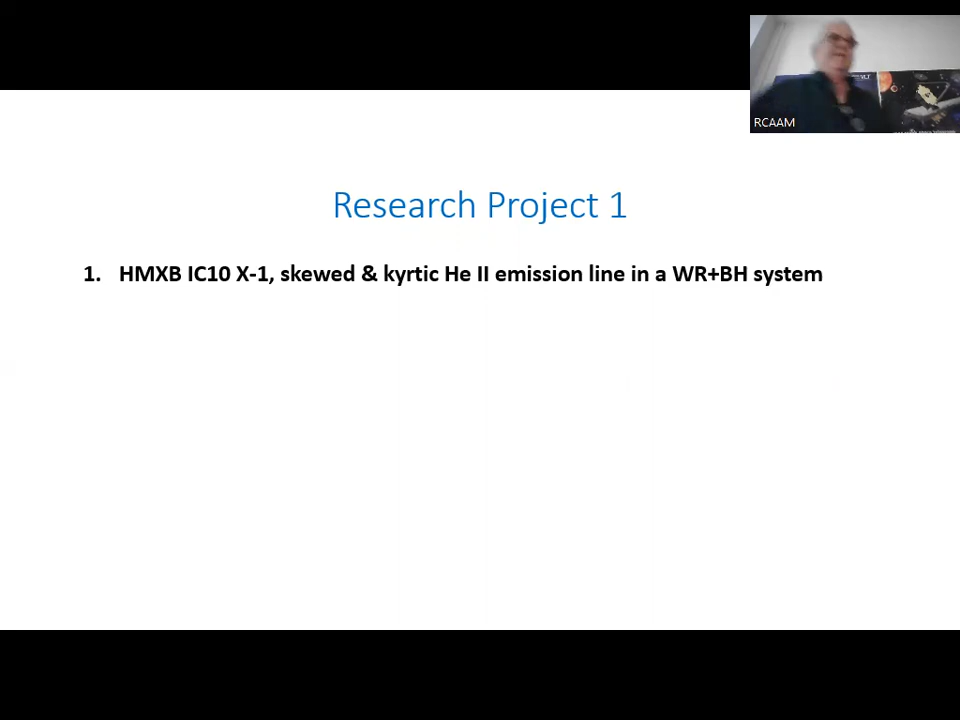 RCAAM
Research Project 1
1. HMXB IC10 X-1, skewed & kyrtic He II emission line in a WR+BH system